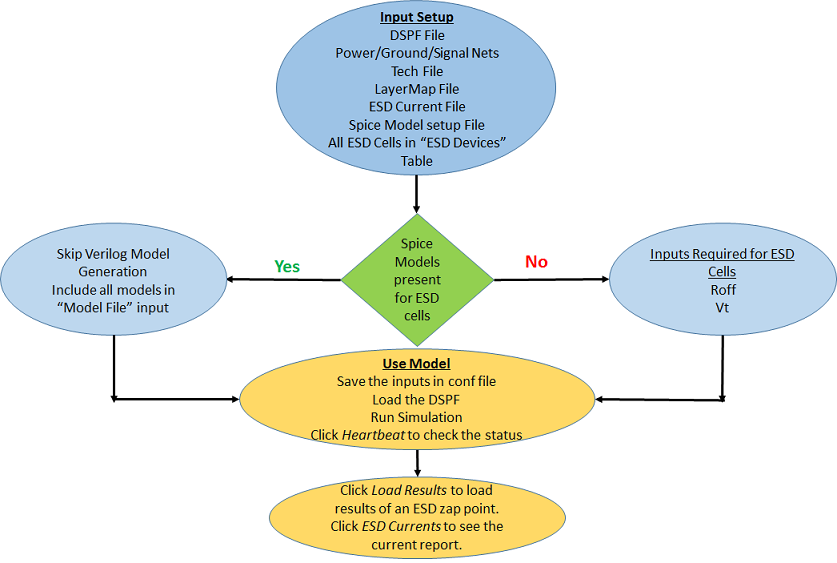 Input Setup
DSPF File
Power/Ground/Signal Nets
Tech File
LayerMap File
ESD Current File
Spice Model setup File
All ESD Cells in “ESD Devices”
Table
Spice
Models
present
for ESD
cells
Yes
No
Skip Verilog Model
Generation
Include all models in
“Model File” input
Inputs Required for ESD
Cells
Roff
Vt
Use Model
Save the inputs in conf file
Load the DSPF
Run Simulation
Click Heartbeat to check the status
Click Load Results to load
results of an ESD zap point.
Click ESD Currents to see the
current report.